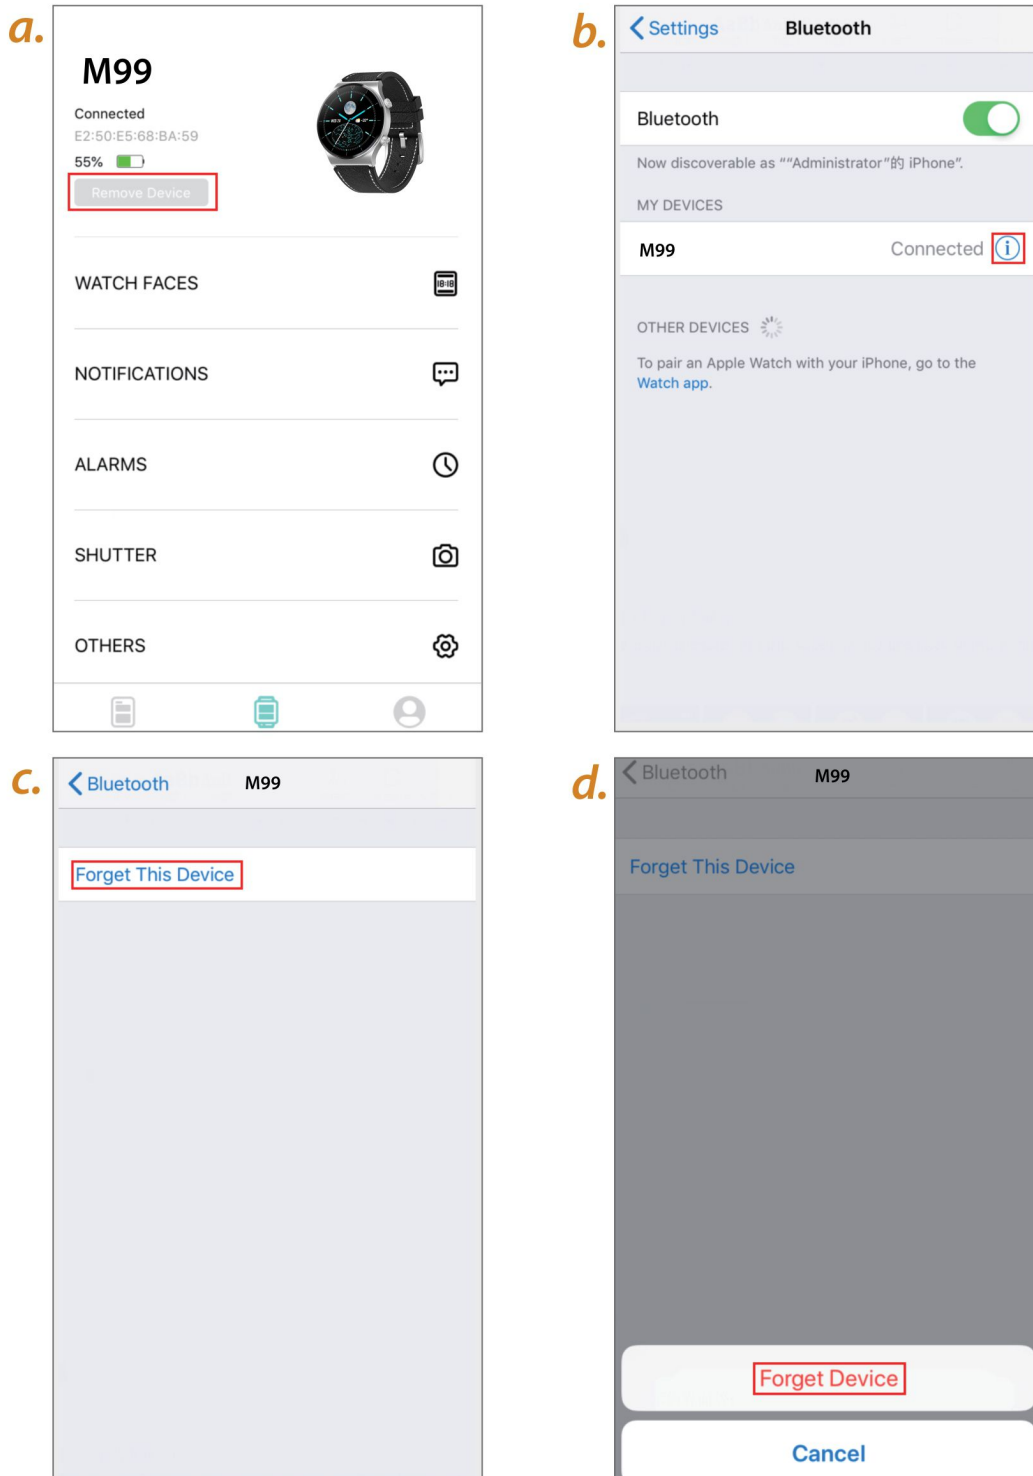 a.
M99
Connected
E2:50:E5:68:BA:59
55%
Remove Device
WATCH FACES
18:18
NOTIFICATIONS
ALARMS
SHUTTER
OTHERS
b.
Settings
Bluetooth
Bluetooth
Now discoverable as ""Administrator"的 iPhone".
MY DEVICES
M99 Connected i
OTHER DEVICES
To pair an Apple Watch with your iPhone, go to the
Watch app.
c.
Bluetooth
M99
Forget This Device
d.
Bluetooth
M99
Forget This Device
Forget Device
Cancel